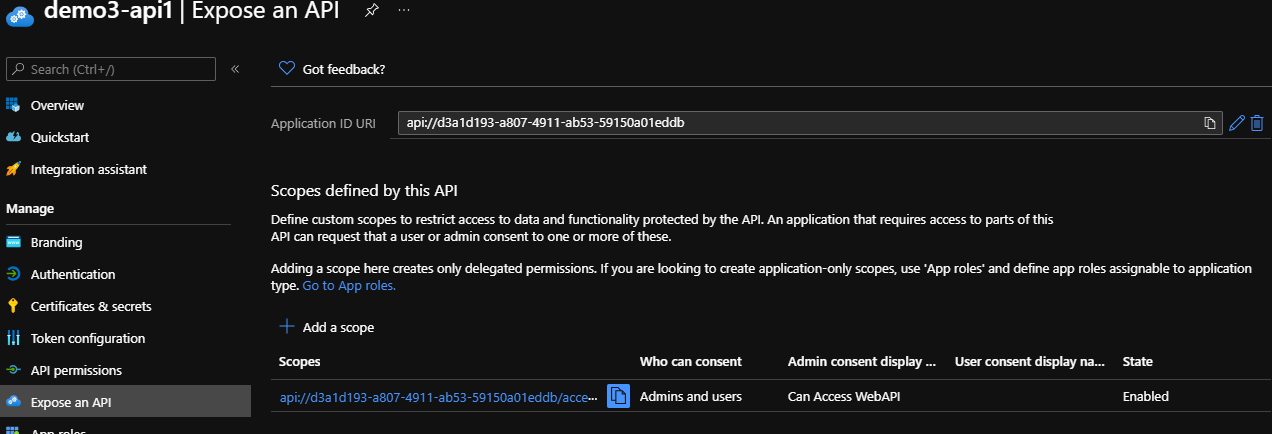 demo3-api1 | Expose an API
Search (Ctrl+/)
Got feedback?
Overview
Application ID URI
api://d3a1d193-a807-4911-ab53-59150a01eddb
Quickstart
Integration assistant
Scopes defined by this API
Manage
Define custom scopes to restrict access to data and functionality protected by the API. An application that requires access to parts of this
API can request that a user or admin consent to one or more of these.
Branding
Authentication
Adding a scope here creates only delegated permissions. If you are looking to create application-only scopes, use 'App roles' and define app roles assignable to application
type. Go to App roles.
Certificates & secrets
Add a scope
Token configuration
Scopes Who can consent Admin consent display ... User consent display na... State
API permissions
api://d3a1d193-a807-4911-ab53-59150a01eddb/acce... Admins and users Can Access WebAPI Enabled
Expose an API
App roles